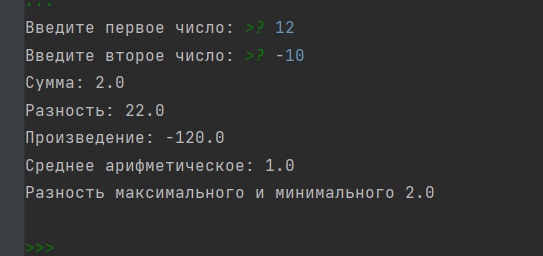 ...
Введите первое число: >? 12
Введите второе число: >? -10
Сумма: 2.0
Разность: 22.0
Произведение: -120.0
Среднее арифметическое: 1.0
Разность максимального и минимального 2.0
>>>